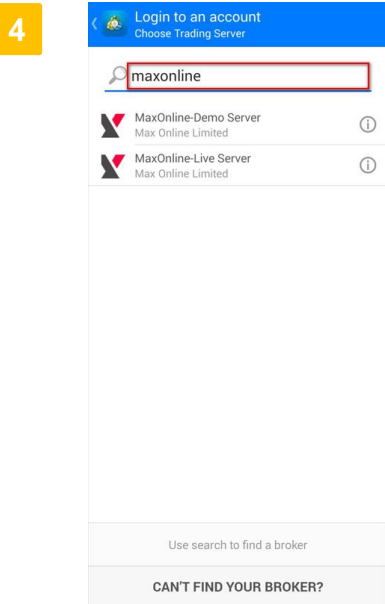 4
Login to an account
Choose Trading Server
maxonline
MaxOnline-Demo Server
Max Online Limited
MaxOnline-Live Server
Max Online Limited
Use search to find a broker
CAN'T FIND YOUR BROKER?